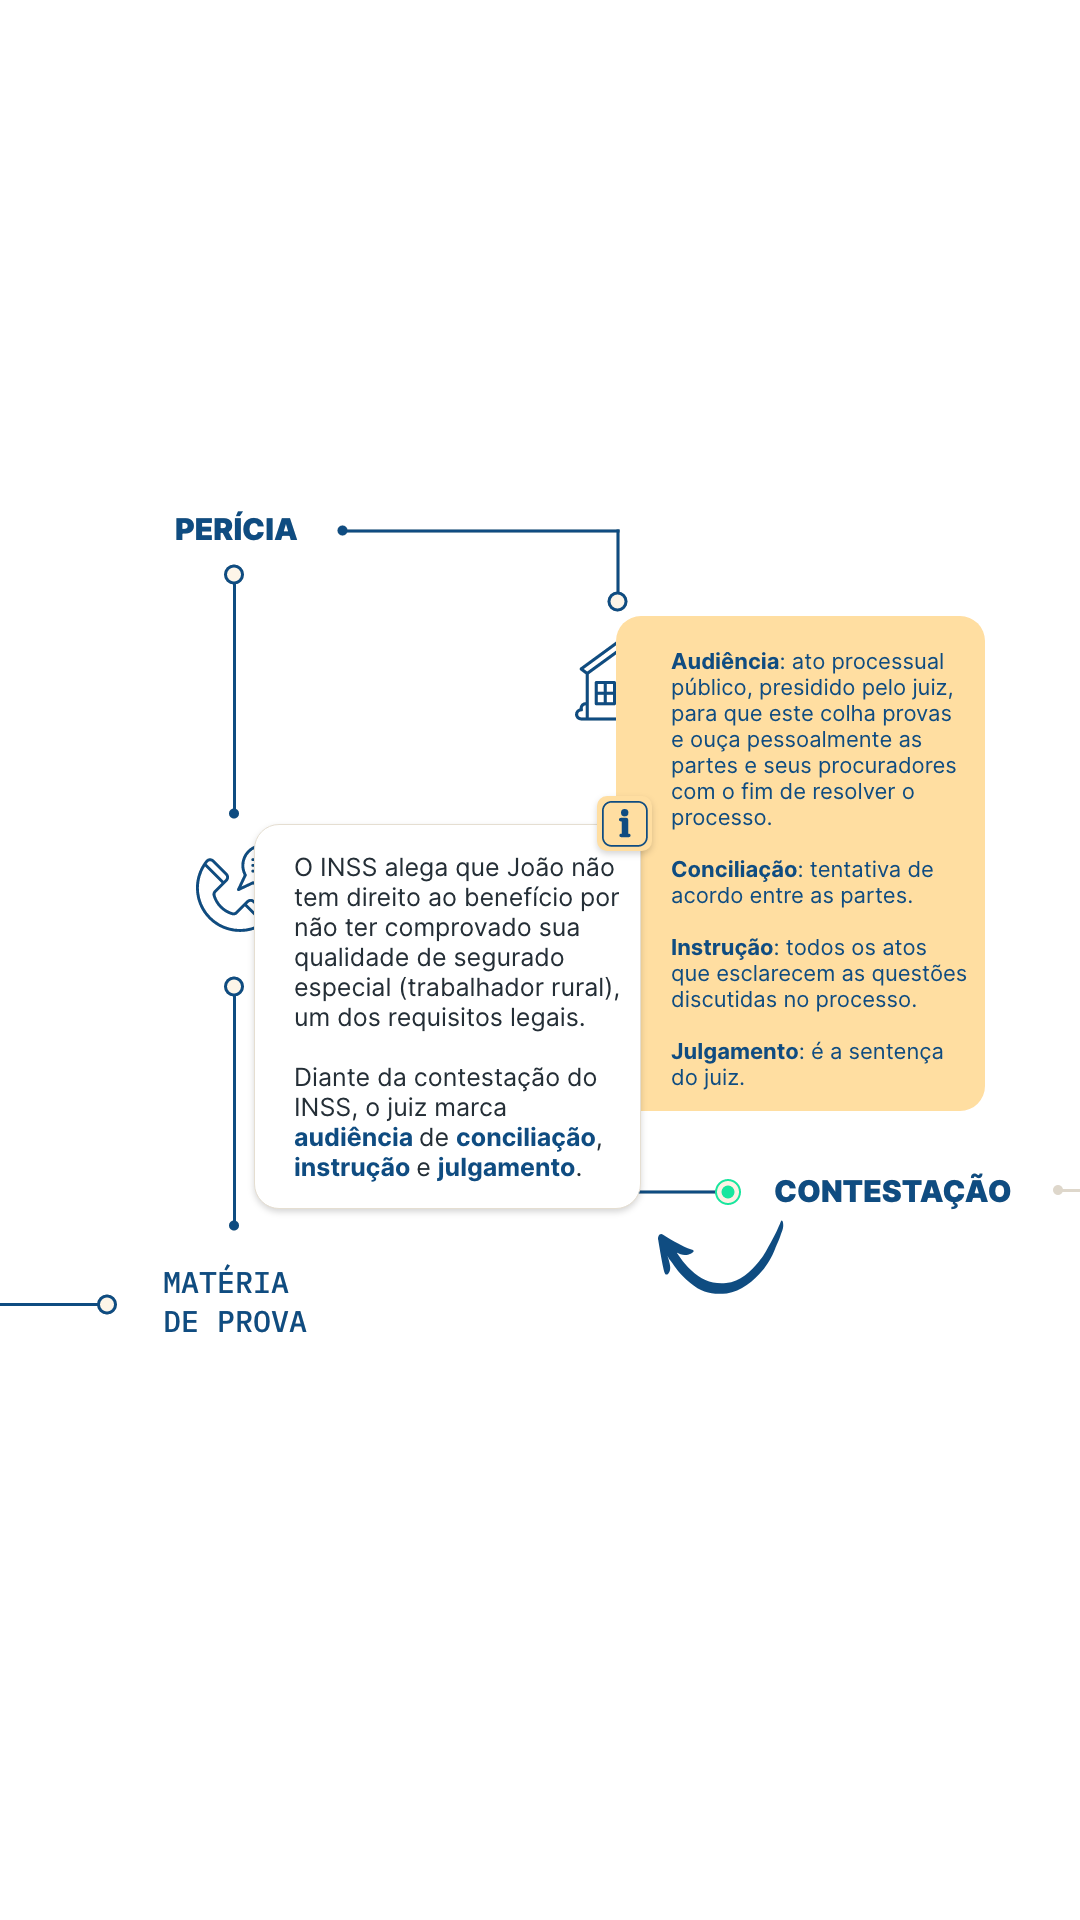 PERÍCIA
Audiência: ato processual
público, presidido pelo juiz,
para que este colha provas
e ouça pessoalmente as
partes e seus procuradores
com o fim de resolver o
processo.
Conciliação: tentativa de
acordo entre as partes.
Instrução: todos os atos
que esclarecem as questões
discutidas no processo.
Julgamento: é a sentença
do juiz.
i
O INSS alega que João não
tem direito ao benefício por
não ter comprovado sua
qualidade de segurado
especial (trabalhador rural),
um dos requisitos legais.
Diante da contestação do
INSS, o juiz marca
audiência de conciliação,
instrução e julgamento.
CONTESTAÇÃO
MATÉRIA
DE PROVA